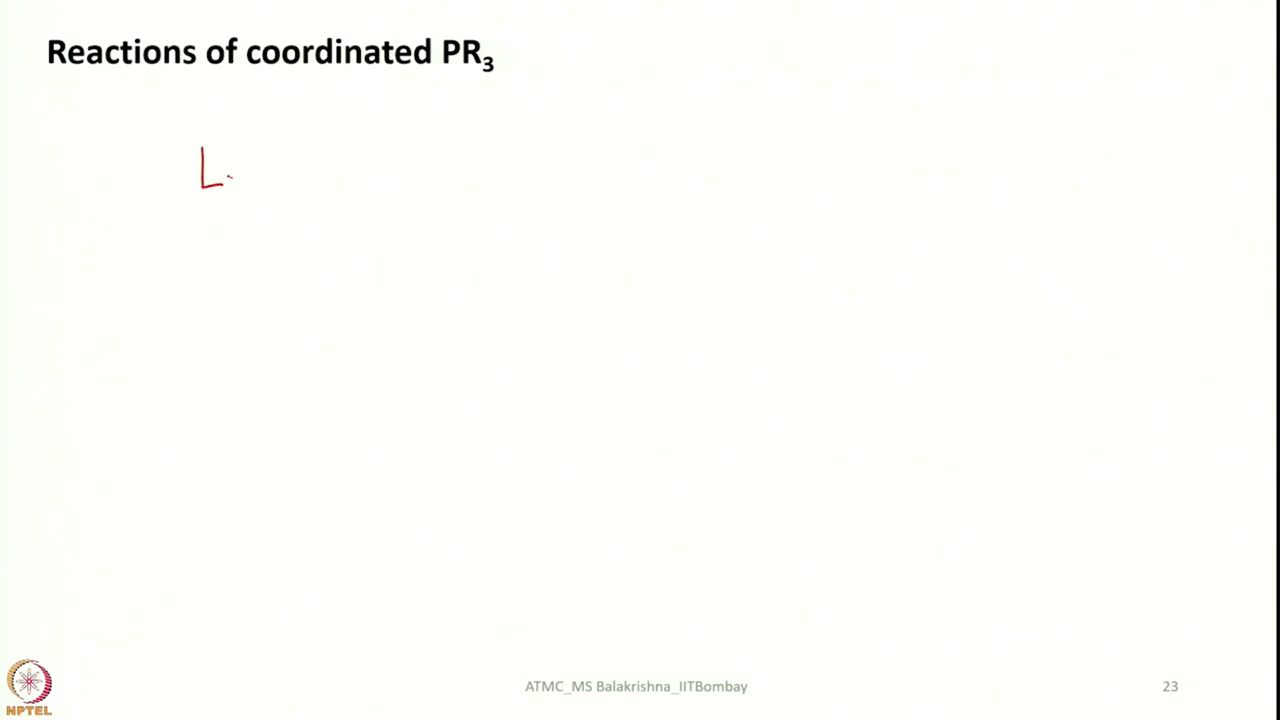 Reactions of coordinated PR₃
L
NPTEL
ATMC_MS Balakrishna_IITBombay
23